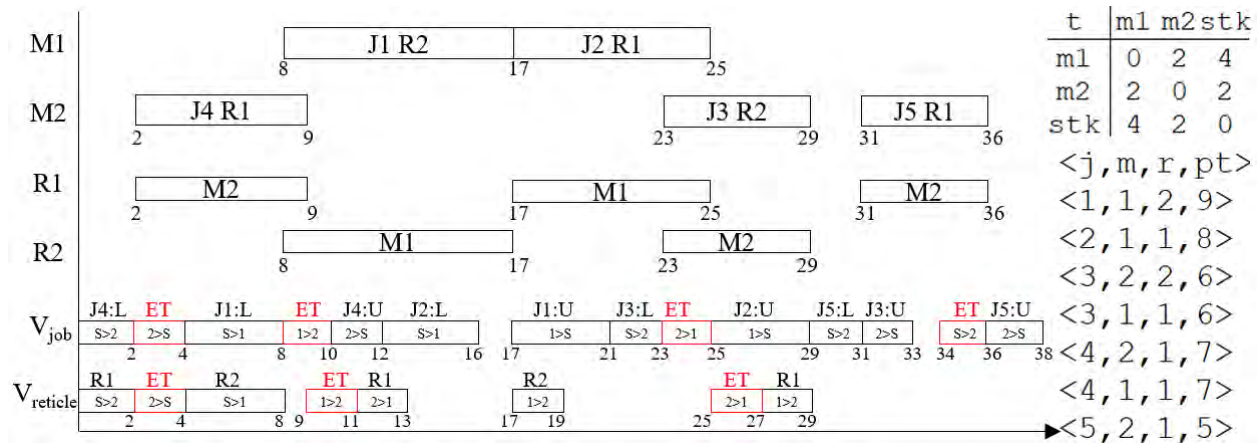 M1
J1 R2
J2 R1
8
17
25
M2
J4 R1
J3 R2
J5 R1
2
9
23
29
31
36
R1
M2
M1
M2
2
9
17
25
31
36
R2
M1
M2
8
17
23
29
J4:L ET J1:L ET J4:U J2:L J1:U J3:L ET J2:U J5:L J3:U ET J5:U
Vjob
S>2 2>S S>1 1>2 2>S S>1 1>S S>2 2>1 1>S S>2 2>S S>2 2>S
2 4 8 10 12 16 17 21 23 25 29 31 33 34 36 38
R1 ET R2 ET R1 R2 ET R1
Vreticle
S>2 2>S S>1 1>2 2>1 1>2 2>1 1>2
2 4 8 9 11 13 17 19 25 27 29
t m1 m2 stk
m1 0 2 4
m2 2 0 2
stk 4 2 0
<j,m,r,pt>
<1,1,2,9>
<2,1,1,8>
<3,2,2,6>
<3,1,1,6>
<4,2,1,7>
<4,1,1,7>
<5,2,1,5>